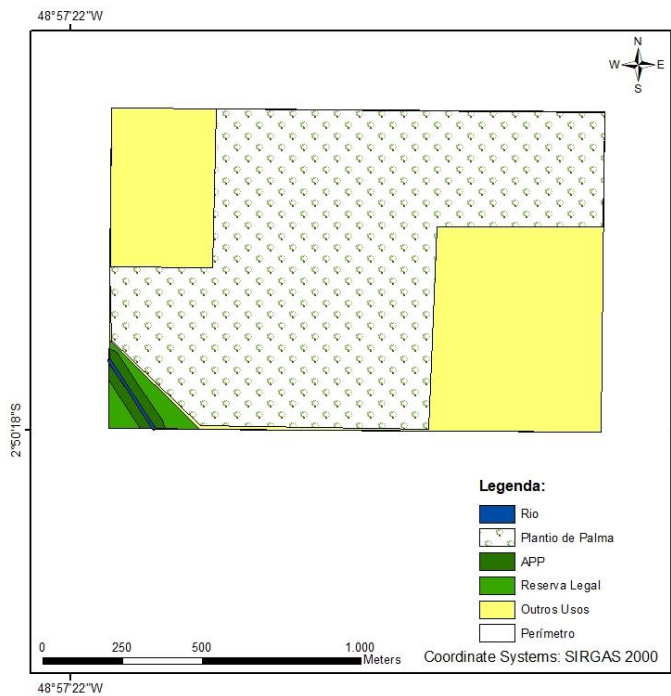 48°57'22"W
N
W E
S
2°50'18"S
Legenda:
Rio
Plantio de Palma
APP
Reserva Legal
Outros Usos
Perímetro
0 250 500 1.000
Meters
Coordinate Systems: SIRGAS 2000
48°57'22"W